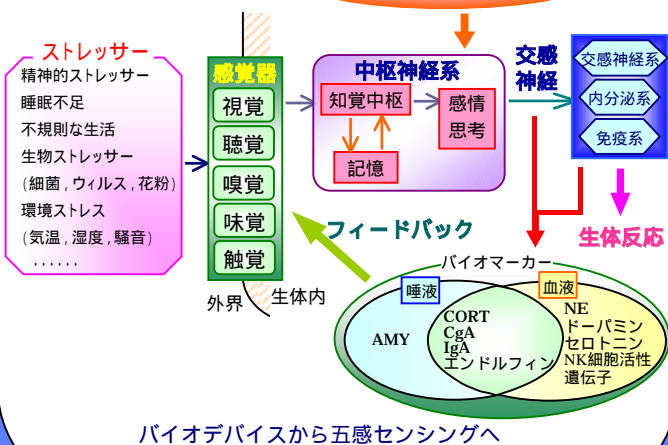 ストレッサー
精神的ストレッサー
睡眠不足
不規則な生活
生物ストレッサー
(細菌,ウィルス,花粉)
環境ストレス
(気温,湿度,騒音)
......
感覚器
視覚
聴覚
嗅覚
味覚
触覚
外界
生体内
中枢神経系
知覚中枢
記憶
感情
思考
交感
神経
交感神経系
内分泌系
免疫系
生体反応
フィードバック
バイオマーカー
唾液
血液
AMY
CORT
CgA
IgA
エンドルフィン
NE
ドーパミン
セロトニン
NK細胞活性
遺伝子
バイオデバイスから五感センシングへ